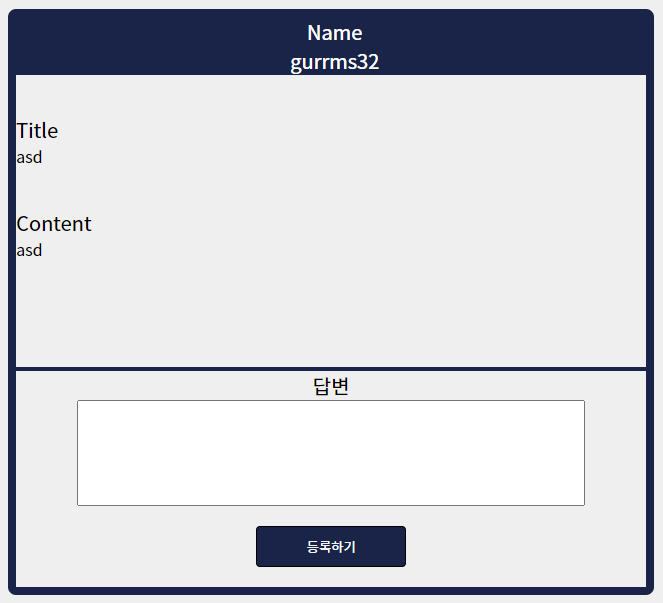 Name
gurrms32
Title
asd
Content
asd
답변
등록하기